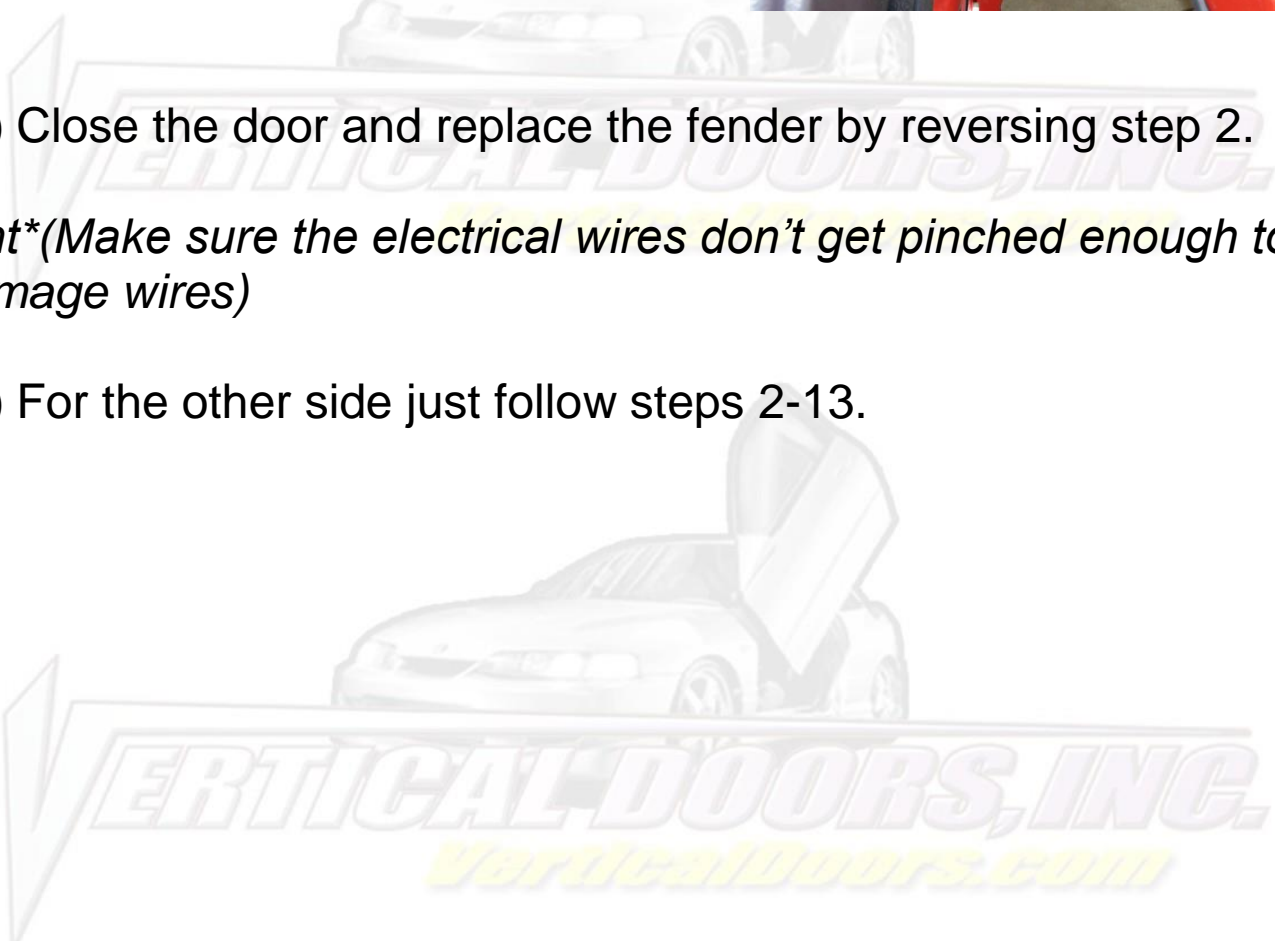 VERTICAL DOORS, INC.
) Close the door and replace the fender by reversing step 2.
VerticalDoors.com
nt*(Make sure the electrical wires don’t get pinched enough to
mage wires)
) For the other side just follow steps 2-13.
VERTICAL DOORS, INC.
VerticalDoors.com